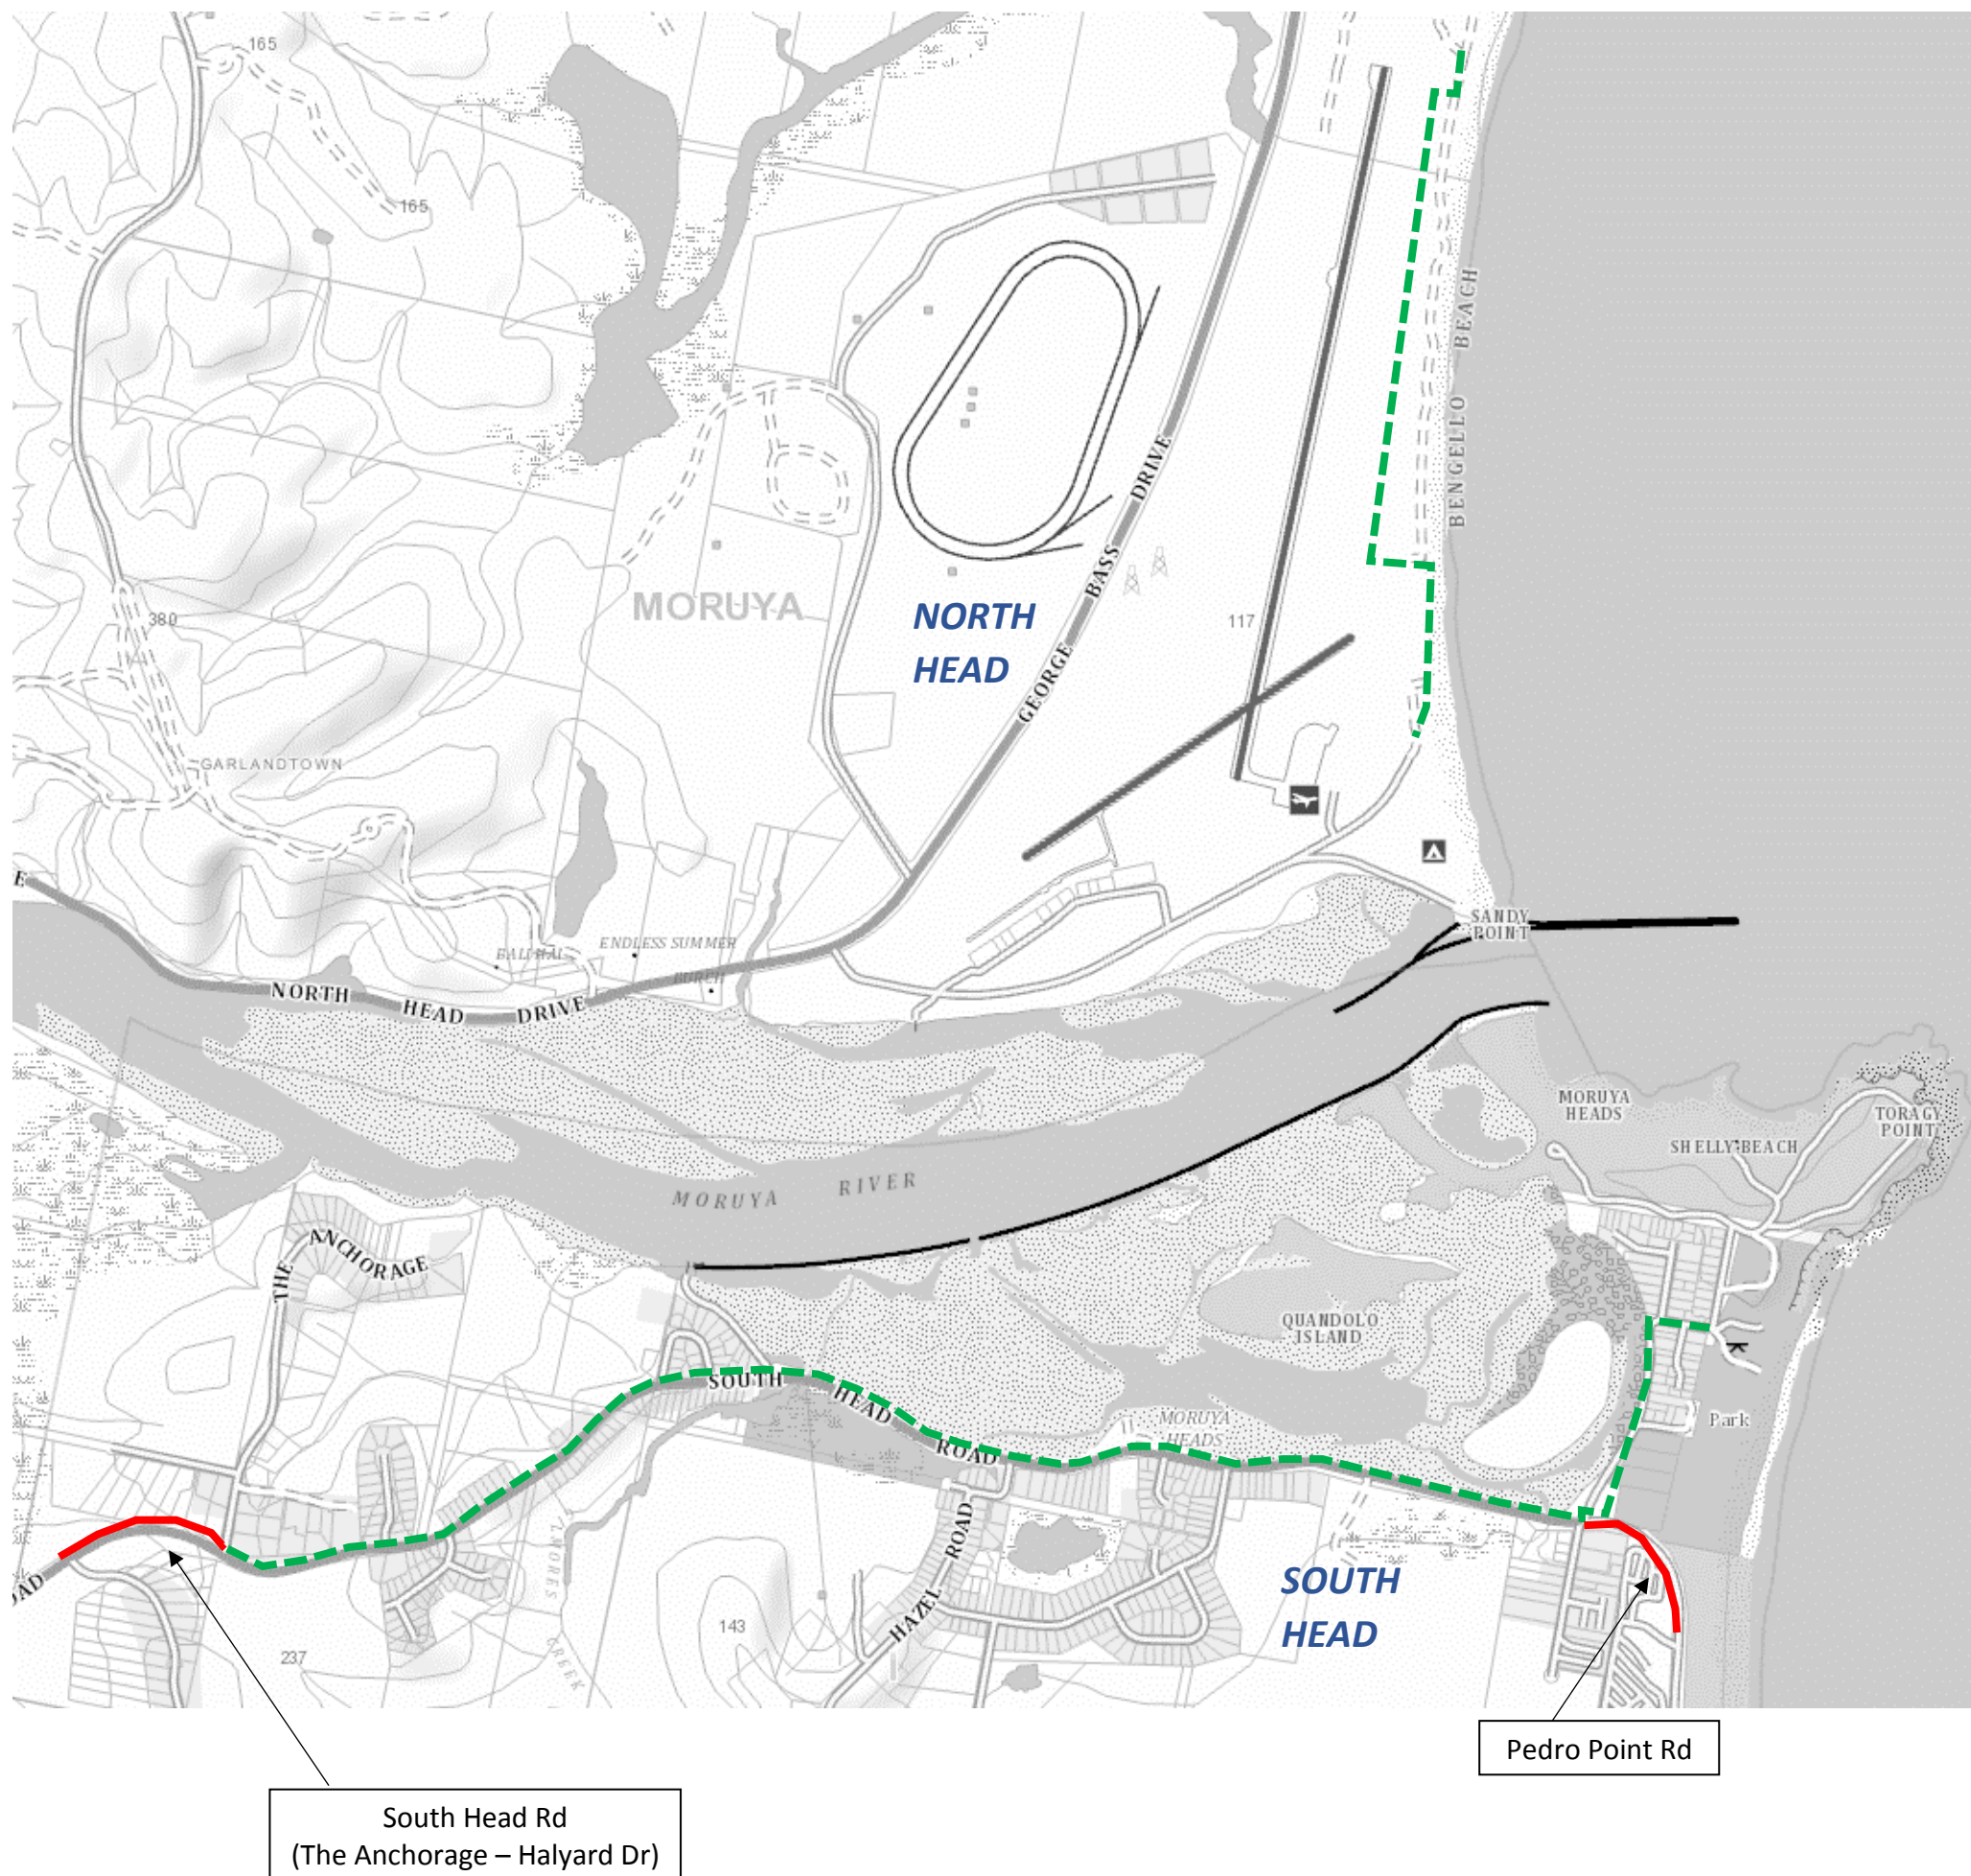 165
165
BENGELLO BEACH
MORUYA
NORTH
HEAD
380
117
GEORGE BASS DRIVE
GARLANDTOWN
E
SANDY
POINT
ENDLESS SUMMER
NORTH HEAD DRIVE
MORUYA
HEADS
TORAGY
POINT
SHELLY BEACH
MORUYA RIVER
THE ANCHORAGE
QUANDOLO
ISLAND
K
SOUTH HEAD ROAD
MORUYA
HEADS
Park
OAD
HAZEL ROAD
SOUTH
HEAD
143
237
CREEK
Pedro Point Rd
South Head Rd
(The Anchorage – Halyard Dr)